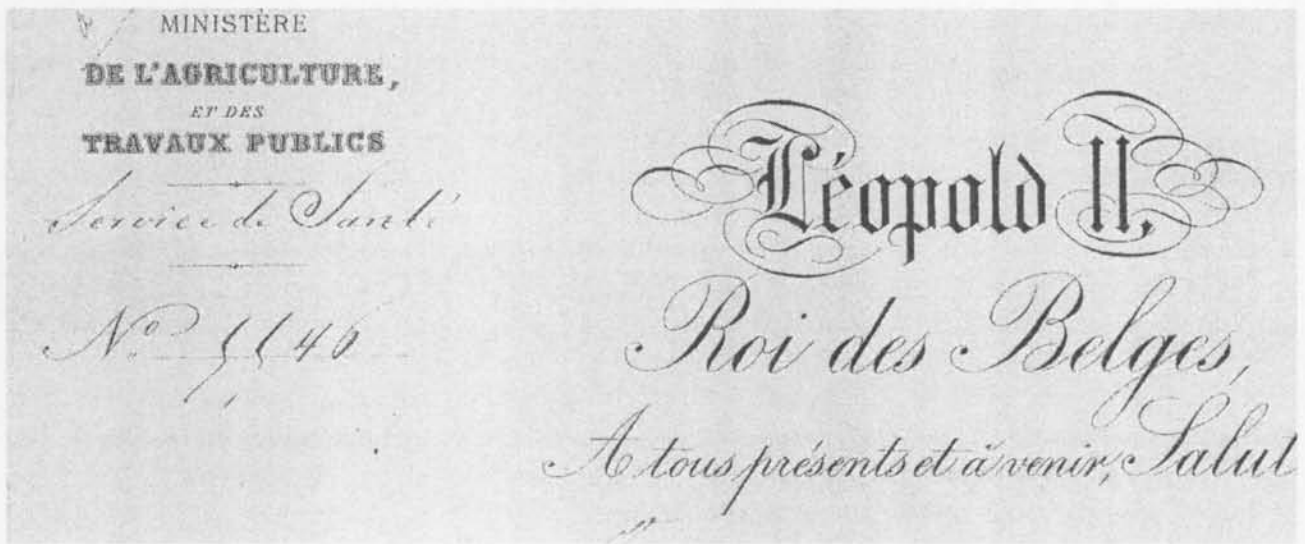 MINISTÈRE
DE L'AGRICULTURE,
ET DES
TRAVAUX PUBLICS
Service de Santé
Nº
Léopold II,
Roi des Belges,
A tous présents et à venir, Salut